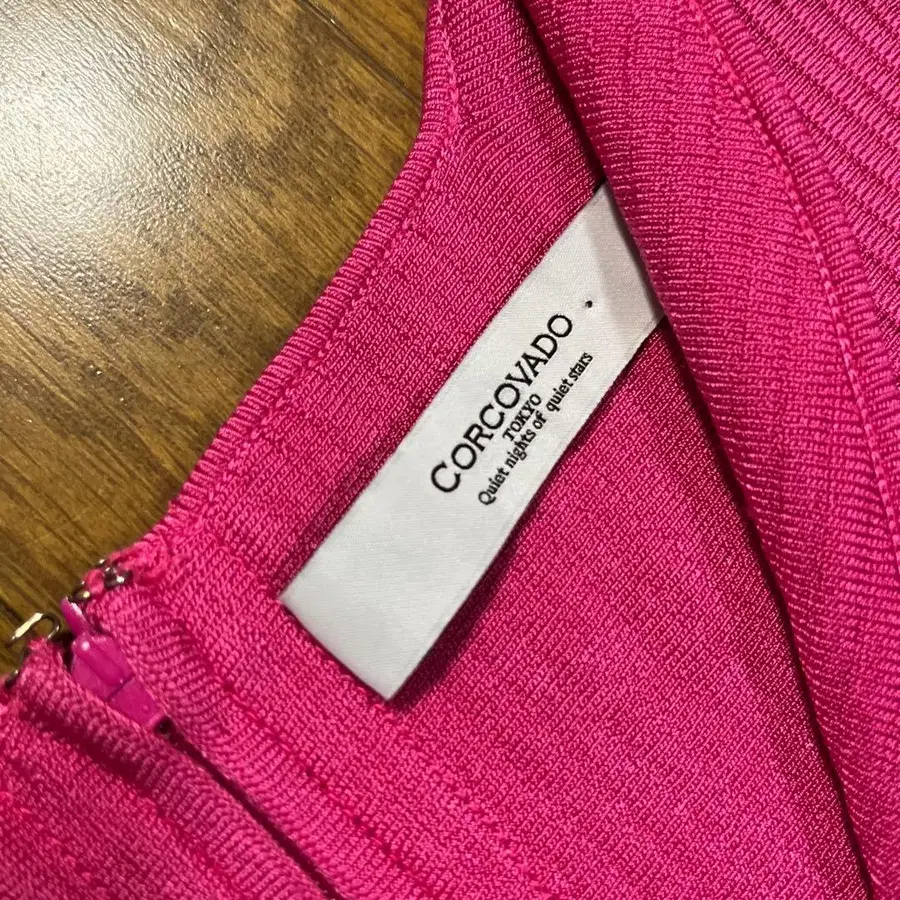 CORCOVADO
TOKYO
Quiet nights of quiet stars